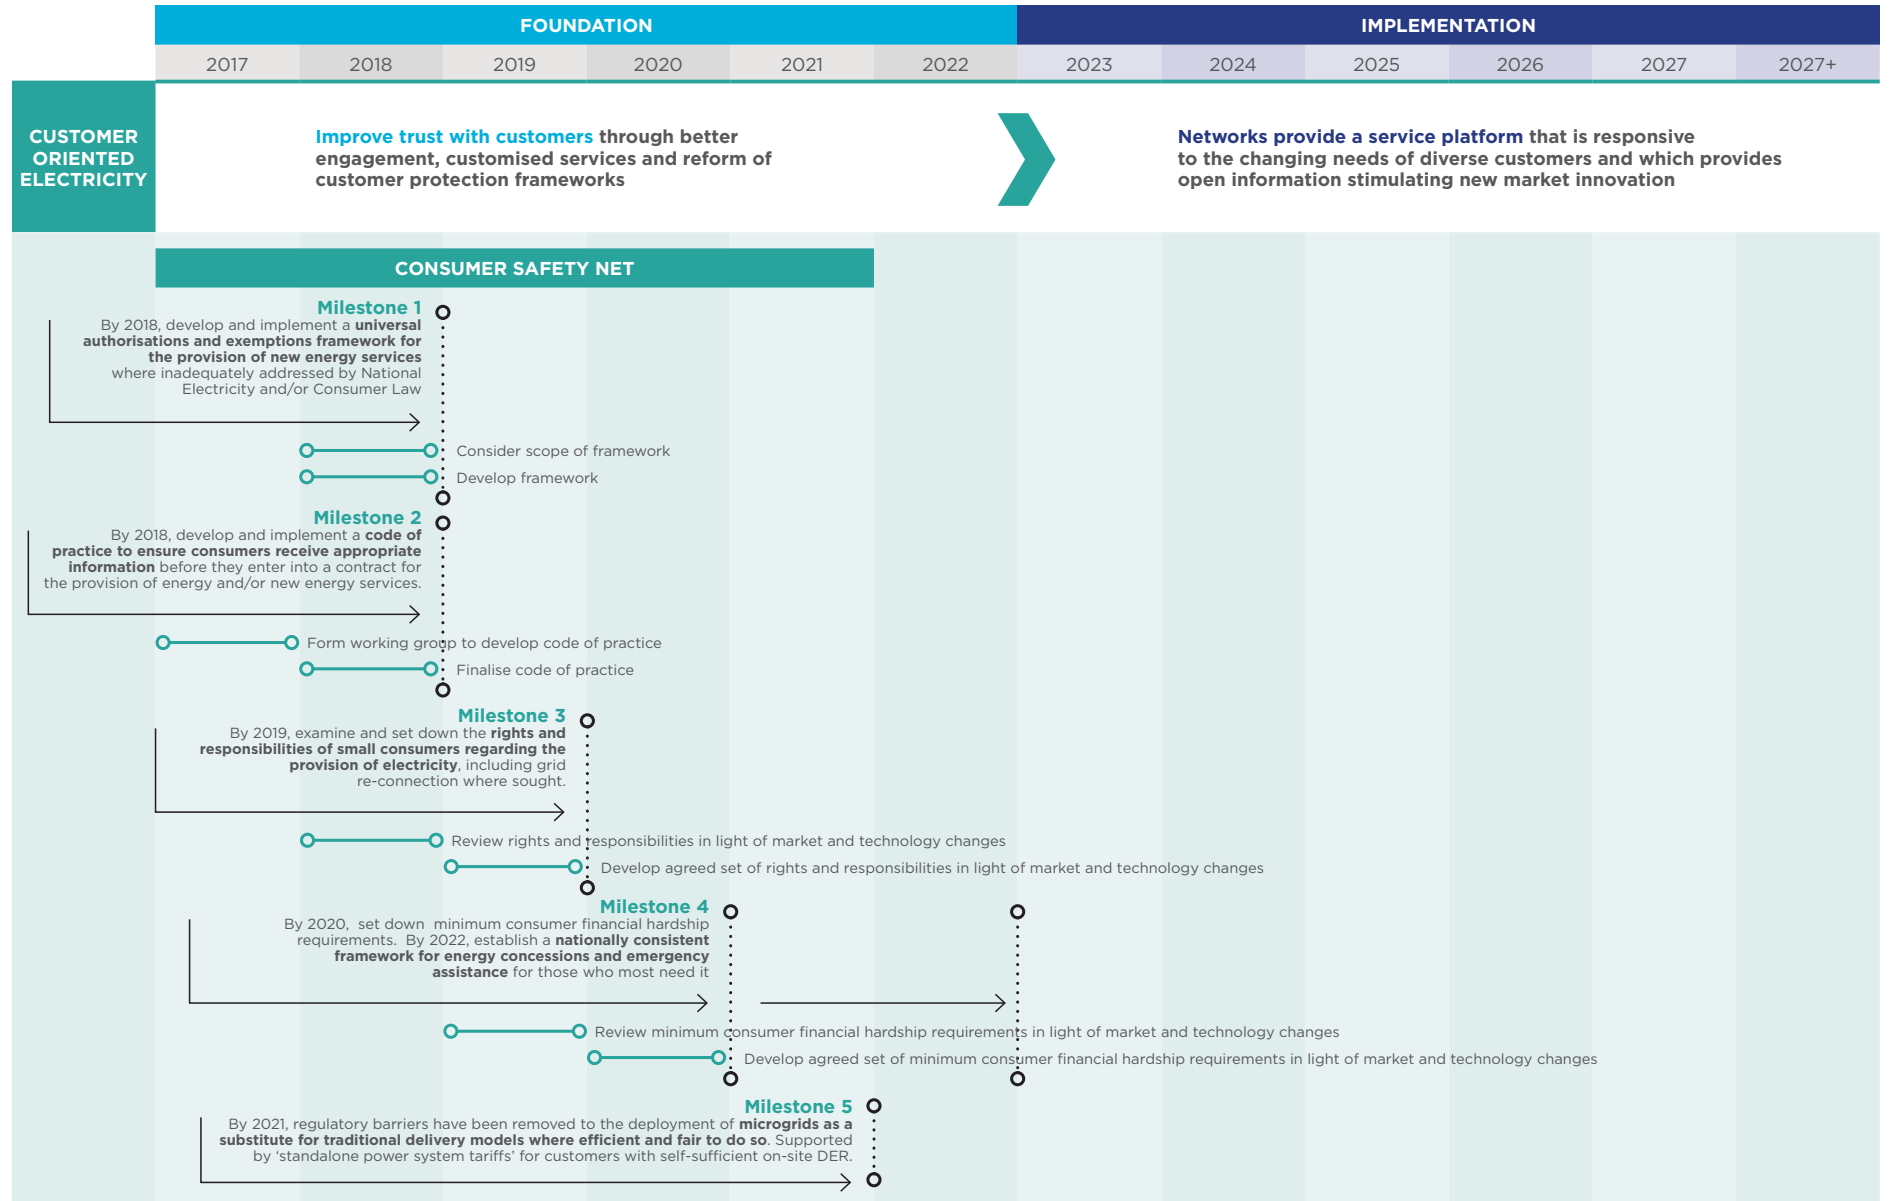 FOUNDATION
IMPLEMENTATION
2017
2018
2019
2020
2021
2022
2023
2024
2025
2026
2027
2027+
CUSTOMER
ORIENTED
ELECTRICITY
Improve trust with customers through better
engagement, customised services and reform of
customer protection frameworks
Networks provide a service platform that is responsive
to the changing needs of diverse customers and which provides
open information stimulating new market innovation
CONSUMER SAFETY NET
Milestone 1
By 2018, develop and implement a universal
authorisations and exemptions framework for
the provision of new energy services
where inadequately addressed by National
Electricity and/or Consumer Law
Consider scope of framework
Develop framework
Milestone 2
By 2018, develop and implement a code of
practice to ensure consumers receive appropriate
information before they enter into a contract for
the provision of energy and/or new energy services.
Form working group to develop code of practice
Finalise code of practice
Milestone 3
By 2019, examine and set down the rights and
responsibilities of small consumers regarding the
provision of electricity, including grid
re-connection where sought.
Review rights and responsibilities in light of market and technology changes
Develop agreed set of rights and responsibilities in light of market and technology changes
Milestone 4
By 2020, set down minimum consumer financial hardship
requirements. By 2022, establish a nationally consistent
framework for energy concessions and emergency
assistance for those who most need it
Review minimum consumer financial hardship requirements in light of market and technology changes
Develop agreed set of minimum consumer financial hardship requirements in light of market and technology changes
Milestone 5
By 2021, regulatory barriers have been removed to the deployment of microgrids as a
substitute for traditional delivery models where efficient and fair to do so. Supported
by ‘standalone power system tariffs’ for customers with self-sufficient on-site DER.